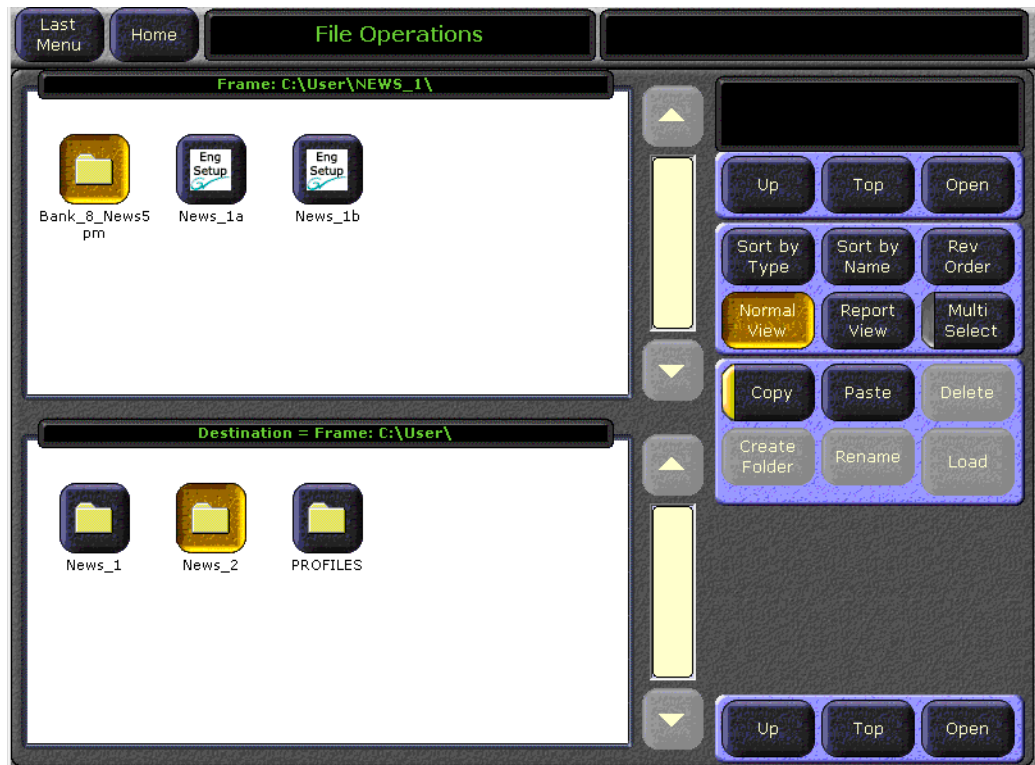 Last
Menu
Home
File Operations
Frame: C:\User\NEWS_1\
Eng
Setup
Eng
Setup
Bank_8_News5
pm
News_1a
News_1b
Up
Top
Open
Sort by
Type
Sort by
Name
Rev
Order
Normal
View
Report
View
Multi
Select
Copy
Paste
Delete
Create
Folder
Rename
Load
Destination = Frame: C:\User\
News_1
News_2
PROFILES
Up
Top
Open